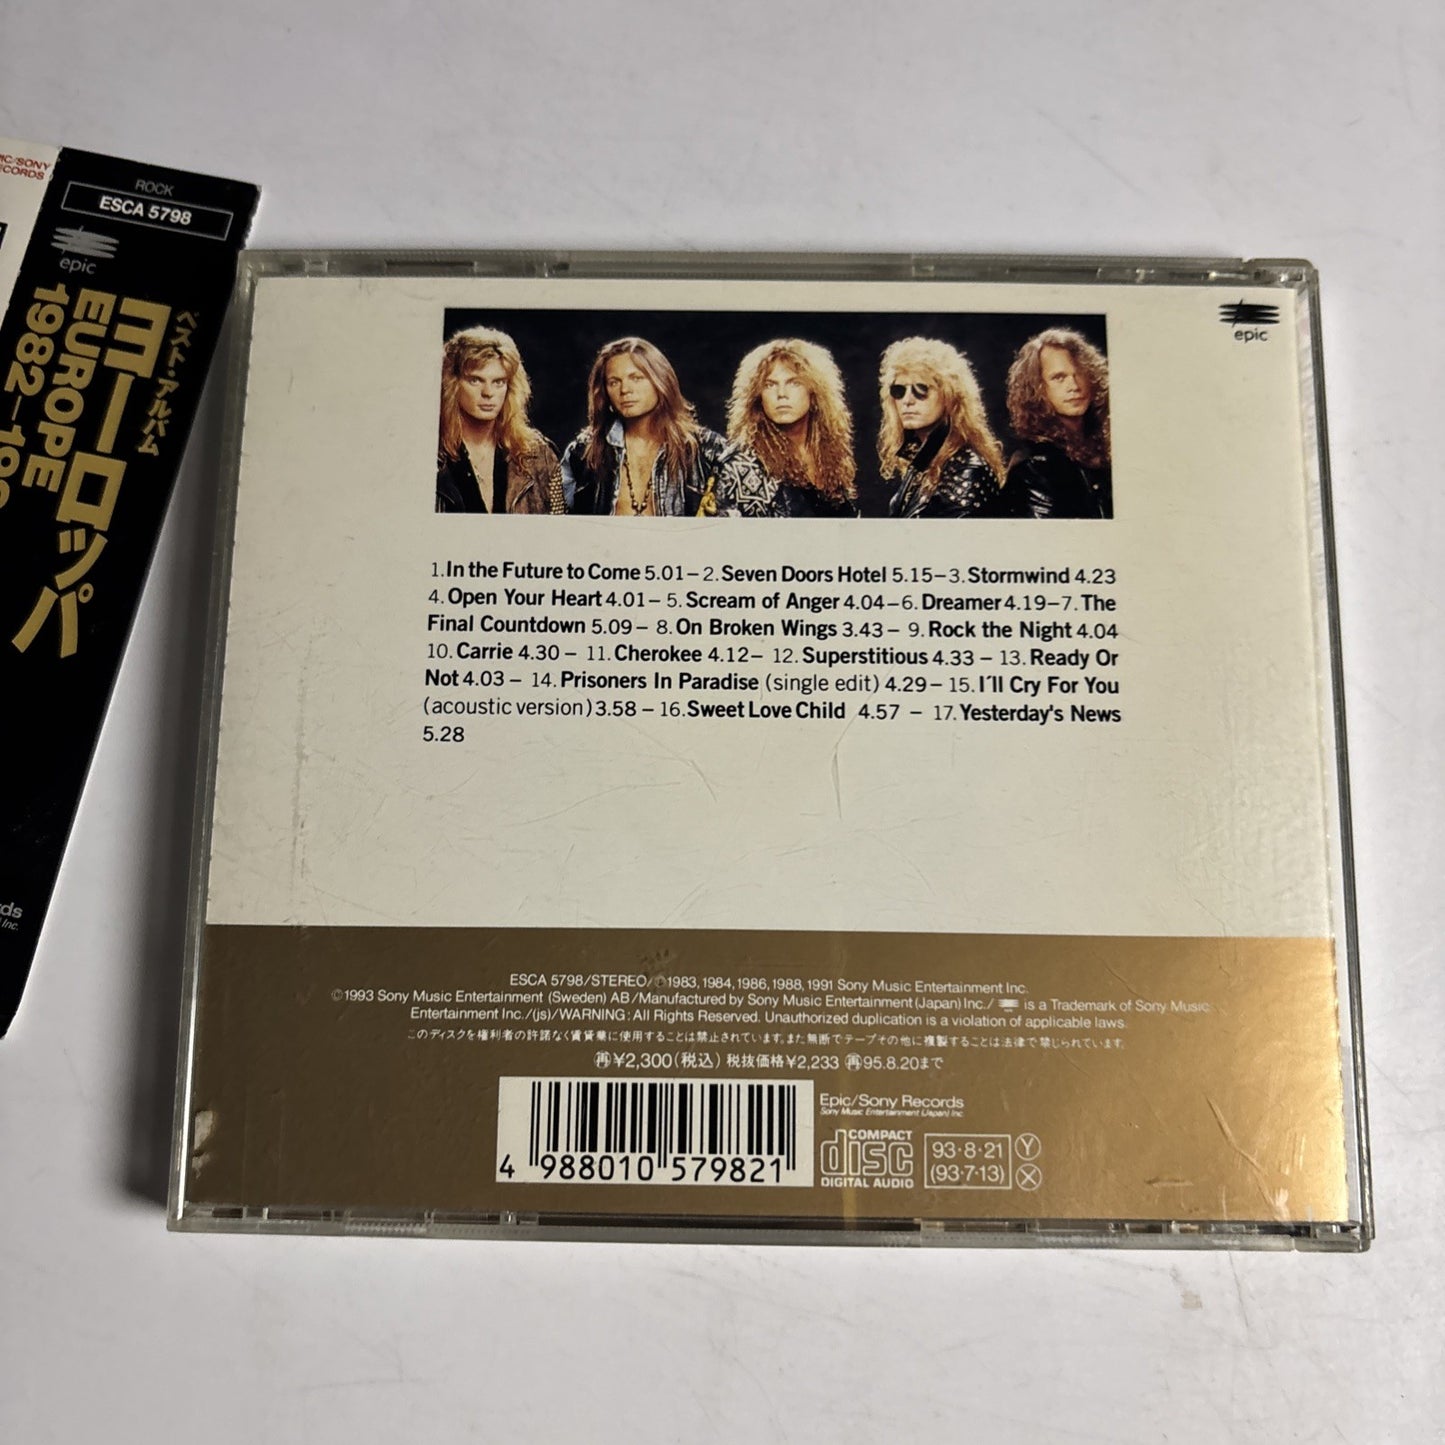 PIC/SONY
RECORDS
ROCK
ESCA 5798
epic
ベスト・アルバム
ヨーロッパ
EUROPE
1982-199
epic
1.In the Future to Come 5.01– 2.Seven Doors Hotel 5.15–3.Stormwind 4.23
4.Open Your Heart 4.01– 5.Scream of Anger 4.04–6.Dreamer 4.19–7.The
Final Countdown 5.09– 8.On Broken Wings 3.43– 9.Rock the Night 4.04
10.Carrie 4.30– 11.Cherokee 4.12– 12.Superstitious 4.33 – 13.Ready Or
Not 4.03 – 14.Prisoners In Paradise (single edit) 4.29– 15.I´ll Cry For You
(acoustic version) 3.58 – 16.Sweet Love Child 4.57 – 17.Yesterday's News
5.28
ESCA 5798/STEREO/℗1983, 1984, 1986, 1988, 1991 Sony Music Entertainment Inc.
©1993 Sony Music Entertainment (Sweden) AB/Manufactured by Sony Music Entertainment (Japan) Inc./ is a Trademark of Sony Music
Entertainment Inc./(js)/WARNING: All Rights Reserved. Unauthorized duplication is a violation of applicable laws.
このディスクを権利者の許諾なく賃貸業に使用することは禁止されています。また無断でテープその他に複製することは法律で禁じられています。
㊢¥2,300(税込) 税抜価格¥2,233 ㊢95.8.20まで
4 988010 579821
Epic/Sony Records
Sony Music Entertainment (Japan) Inc.
COMPACT
disc
DIGITAL AUDIO
93·8·21
(93·7·13)
Y
X
rds
Inc.